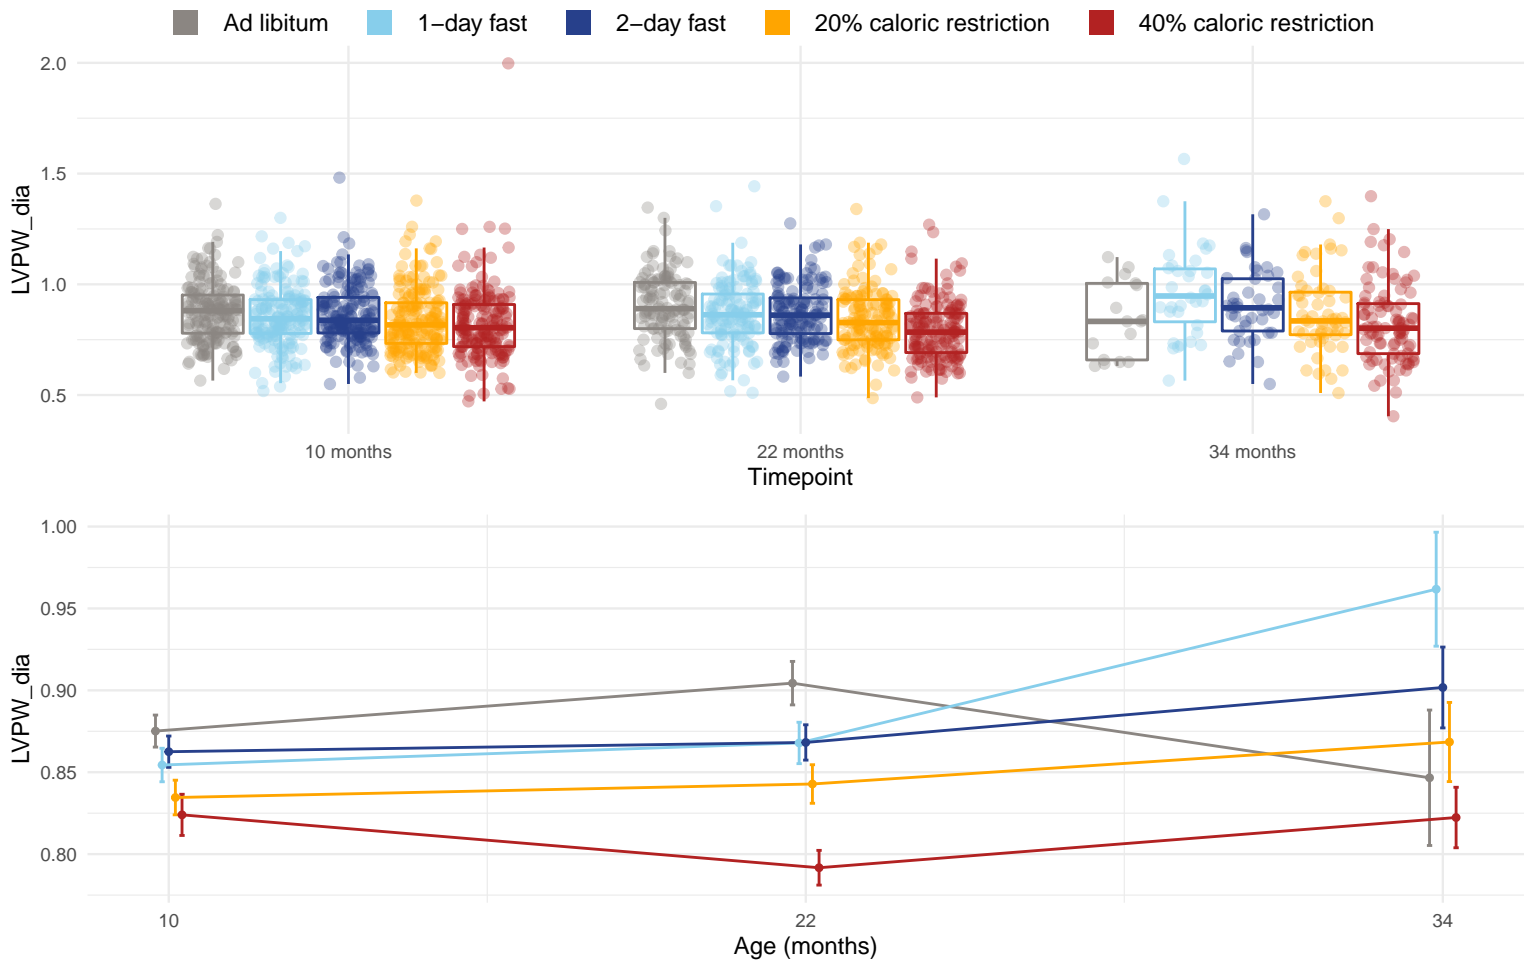 Ad libitum 1−day fast 2−day fast 20% caloric restriction 40% caloric restriction
2.0
1.5
1.0
0.5
LVPW_dia
10 months 22 months 34 months
Timepoint
1.00
0.95
0.90
0.85
0.80
LVPW_dia
10 22 34
Age (months)